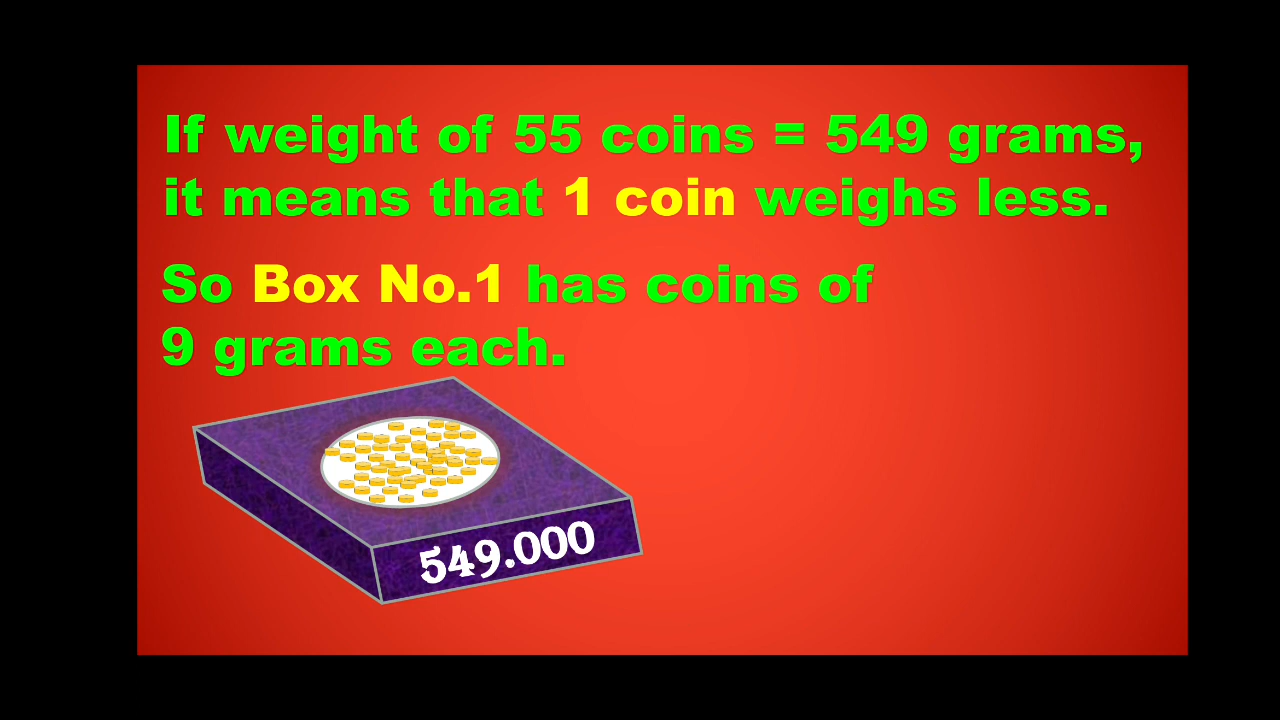 If weight of 55 coins = 549 grams,
it means that 1 coin weighs less.
So Box No.1 has coins of
9 grams each.
549.000